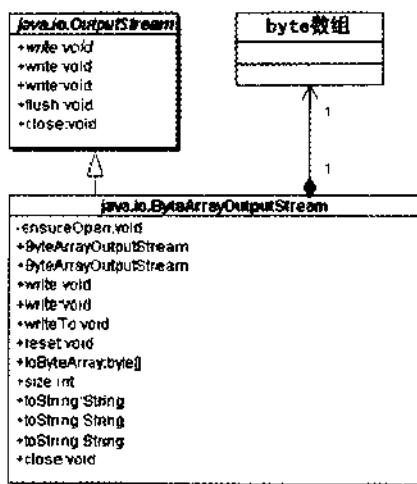 java.io.OutputStream
+write:void
+write:void
+write:void
+flush:void
+close:void
byte数组
1
1
java.io.ByteArrayOutputStream
-ensureOpen:void
+ByteArrayOutputStream
+ByteArrayOutputStream
+write:void
+write:void
+writeTo:void
+reset:void
+toByteArray:byte[]
+size:int
+toString:String
+toString:String
+toString:String
+close:void